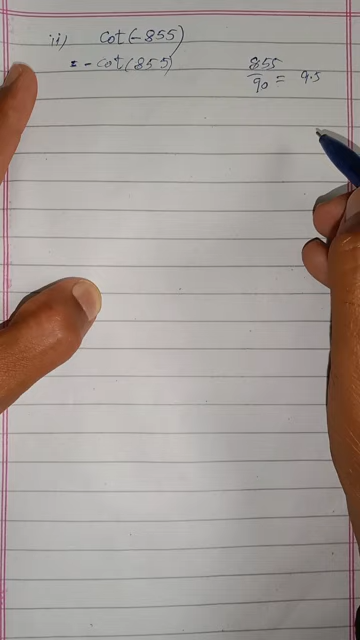 ii) cot(-855)
= - cot(855)
855/90 = 9.5